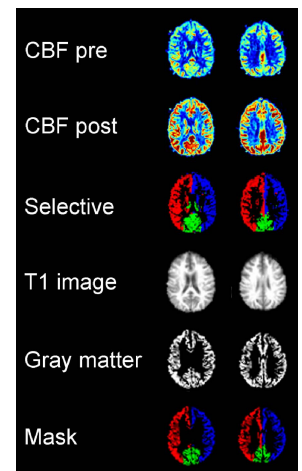 CBF pre
CBF post
Selective
T1 image
Gray matter
Mask